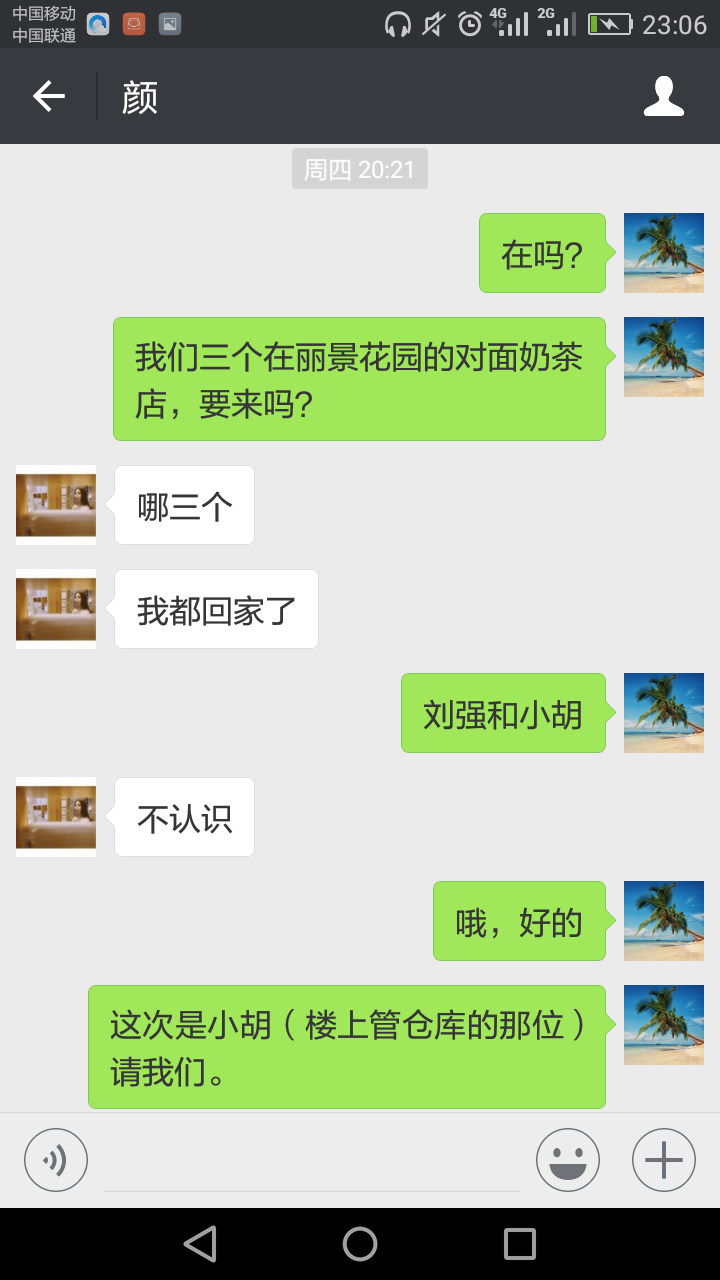 中国移动
中国联通
4G
2G
23:06
颜
周四 20:21
在吗?
我们三个在丽景花园的对面奶茶
店，要来吗?
哪三个
我都回家了
刘强和小胡
不认识
哦，好的
这次是小胡（楼上管仓库的那位）
请我们。